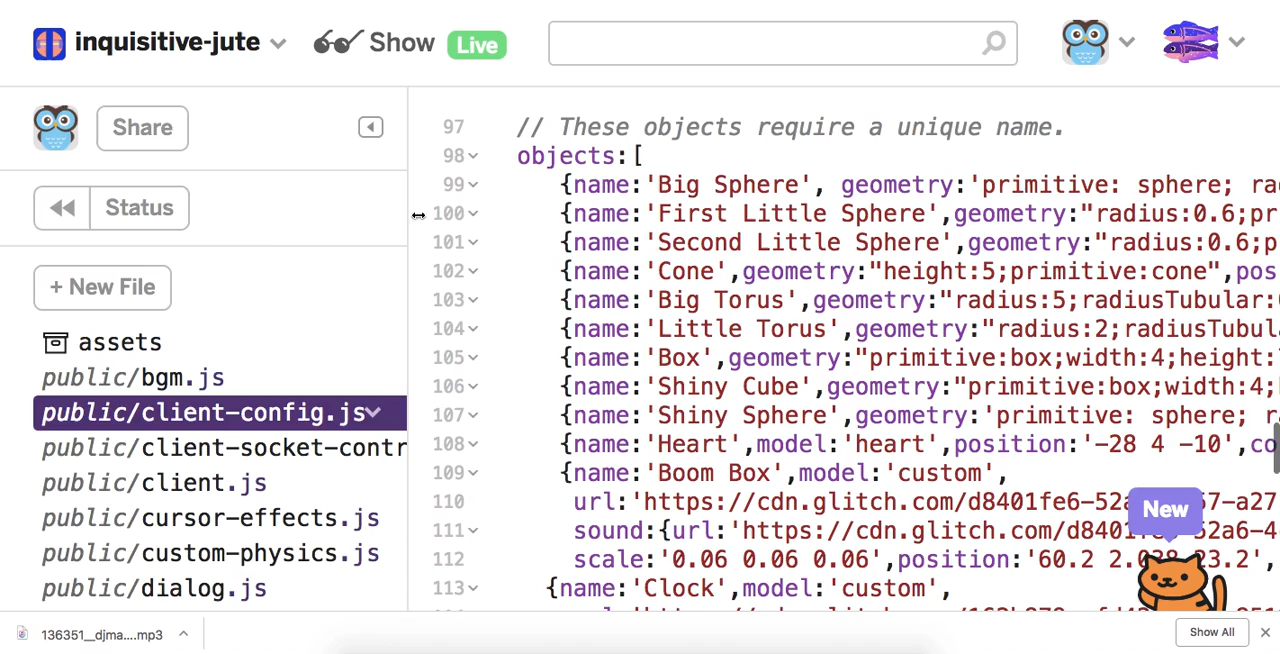 inquisitive-jute Show Live
Share
Status
+ New File
assets
public/bgm.js
public/client-config.js
public/client-socket-contr
public/client.js
public/cursor-effects.js
public/custom-physics.js
public/dialog.js
97 // These objects require a unique name.
98 objects:[
99 {name:'Big Sphere', geometry:'primitive: sphere; ra
100 {name:'First Little Sphere',geometry:"radius:0.6;pr
101 {name:'Second Little Sphere',geometry:"radius:0.6;p
102 {name:'Cone',geometry:"height:5;primitive:cone",pos
103 {name:'Big Torus',geometry:"radius:5;radiusTubular:
104 {name:'Little Torus',geometry:"radius:2;radiusTubul
105 {name:'Box',geometry:"primitive:box;width:4;height:
106 {name:'Shiny Cube',geometry:"primitive:box;width:4;
107 {name:'Shiny Sphere',geometry:'primitive: sphere; r
108 {name:'Heart',model:'heart',position:'-28 4 -10',co
109 {name:'Boom Box',model:'custom',
110 url:'https://cdn.glitch.com/d8401fe6-52a
111 sound:{url:'https://cdn.glitch.com/d840
112 scale:'0.06 0.06 0.06',position:'60.2 2.038 23.2',
113 {name:'Clock',model:'custom',
New
136351__djma....mp3
Show All